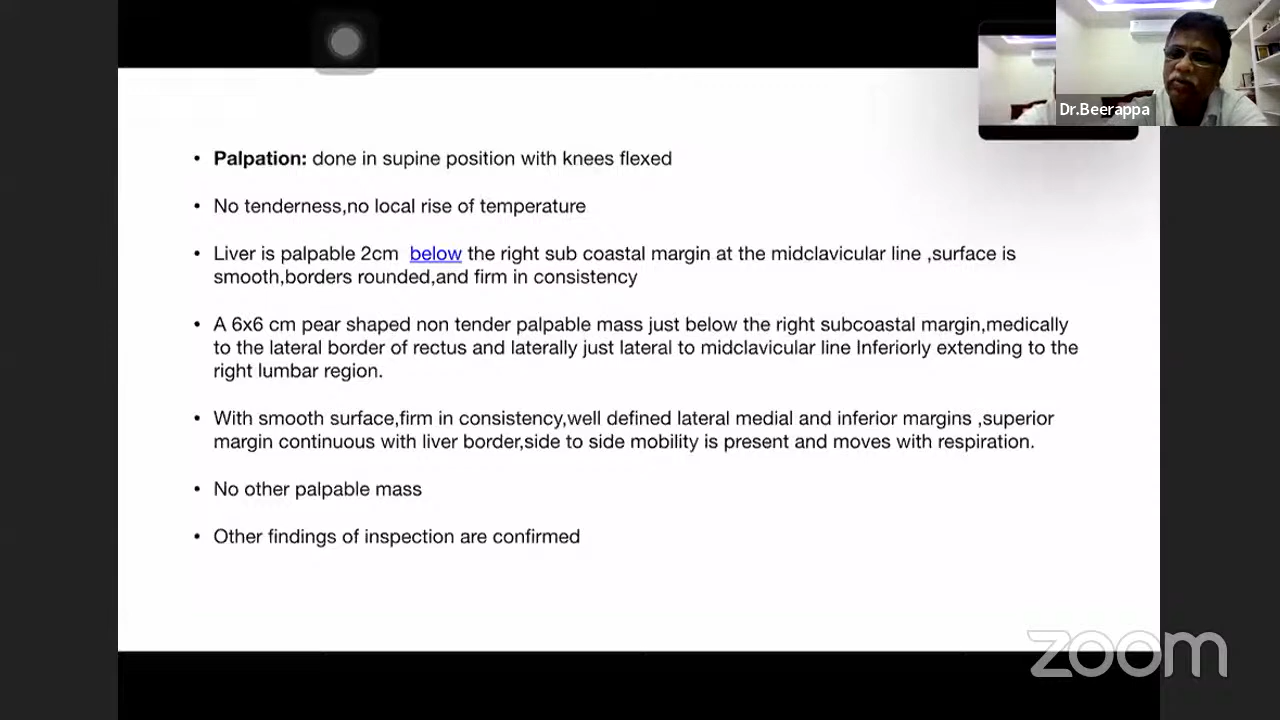 Dr.Beerappa
• Palpation: done in supine position with knees flexed
• No tenderness,no local rise of temperature
• Liver is palpable 2cm below the right sub coastal margin at the midclavicular line ,surface is
smooth,borders rounded,and firm in consistency
• A 6x6 cm pear shaped non tender palpable mass just below the right subcoastal margin,medically
to the lateral border of rectus and laterally just lateral to midclavicular line Inferiorly extending to the
right lumbar region.
• With smooth surface,firm in consistency,well defined lateral medial and inferior margins ,superior
margin continuous with liver border,side to side mobility is present and moves with respiration.
• No other palpable mass
• Other findings of inspection are confirmed
zoom